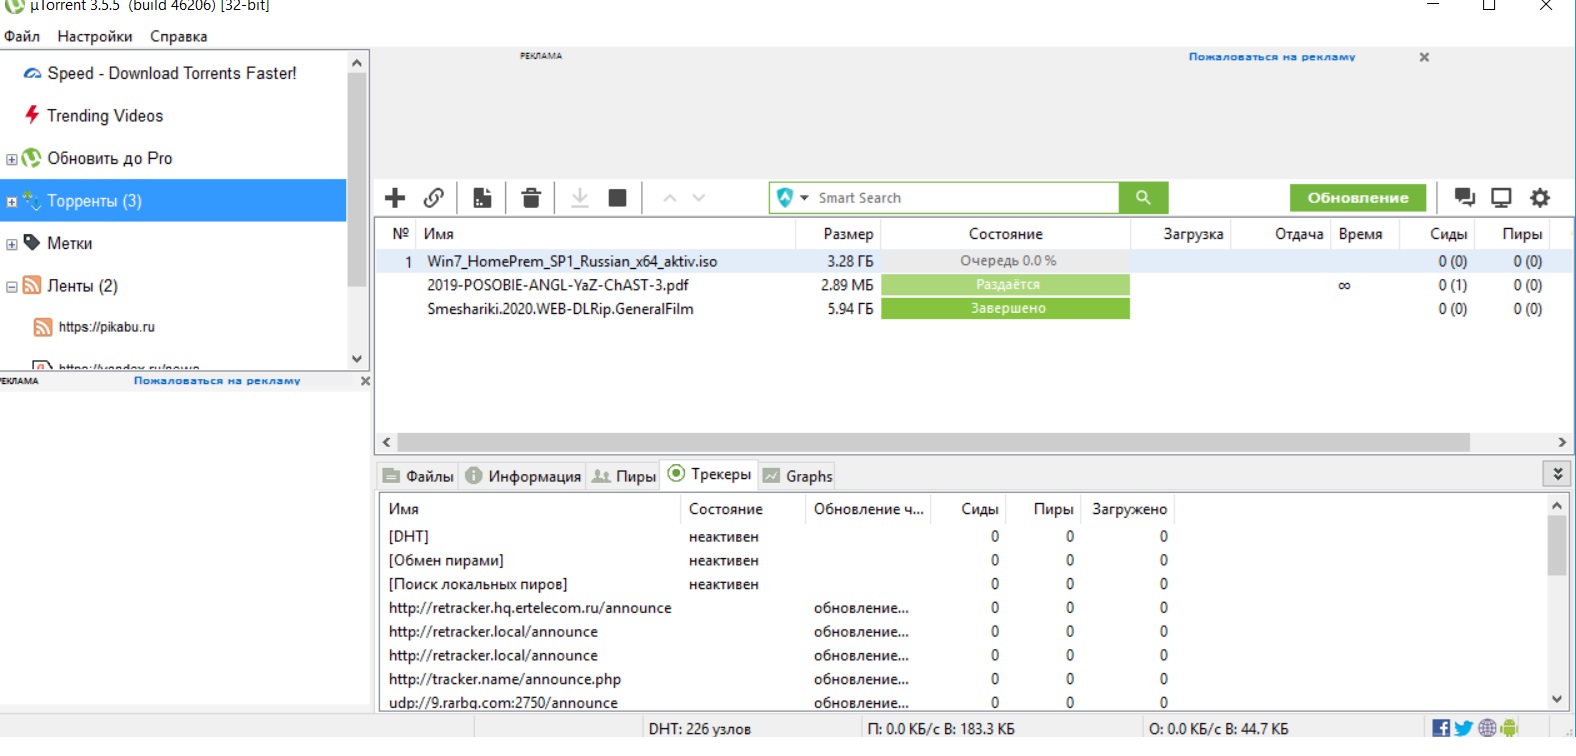 µTorrent 3.5.5 (build 46206) [32-bit]
Файл Настройки Справка
Speed - Download Torrents Faster!
Trending Videos
Обновить до Pro
Торренты (3)
Метки
Ленты (2)
https://pikabu.ru
https://yandex.ru/news
РЕКЛАМА Пожаловаться на рекламу
РЕКЛАМА Пожаловаться на рекламу
Smart Search
Обновление
№ Имя Размер Состояние Загрузка Отдача Время Сиды Пиры
1 Win7_HomePrem_SP1_Russian_x64_aktiv.iso 3.28 ГБ Очередь 0.0 % 0 (0) 0 (0)
2019-POSOBIE-ANGL-YaZ-ChAST-3.pdf 2.89 МБ Раздаётся ∞ 0 (1) 0 (0)
Smeshariki.2020.WEB-DLRip.GeneralFilm 5.94 ГБ Завершено 0 (0) 0 (0)
Файлы Информация Пиры Трекеры Graphs
Имя Состояние Обновление ч... Сиды Пиры Загружено
[DHT] неактивен 0 0 0
[Обмен пирами] неактивен 0 0 0
[Поиск локальных пиров] неактивен 0 0 0
http://retracker.hq.ertelecom.ru/announce обновление... 0 0 0
http://retracker.local/announce обновление... 0 0 0
http://retracker.local/announce обновление... 0 0 0
http://tracker.name/announce.php обновление... 0 0 0
udp://9.rarbg.com:2750/announce обновление... 0 0 0
DHT: 226 узлов П: 0.0 КБ/с В: 183.3 КБ О: 0.0 КБ/с В: 44.7 КБ